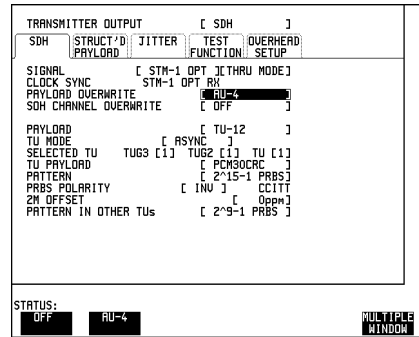 TRANSMITTER OUTPUT [ SDH ]
SDH STRUCT'D PAYLOAD JITTER TEST FUNCTION OVERHEAD SETUP
SIGNAL [ STM-1 OPT ][THRU MODE]
CLOCK SYNC STM-1 OPT RX
PAYLOAD OVERWRITE [ AU-4 ]
SOH CHANNEL OVERWRITE [ OFF ]
PAYLOAD [ TU-12 ]
TU MODE [ ASYNC ]
SELECTED TU TUG3 [1] TUG2 [1] TU [1]
TU PAYLOAD [ PCM30CRC ]
PATTERN [ 2^15-1 PRBS]
PRBS POLARITY [ INV ] CCITT
2M OFFSET [ 0ppm]
PATTERN IN OTHER TUs [ 2^9-1 PRBS ]
STATUS:
OFF AU-4 MULTIPLE WINDOW